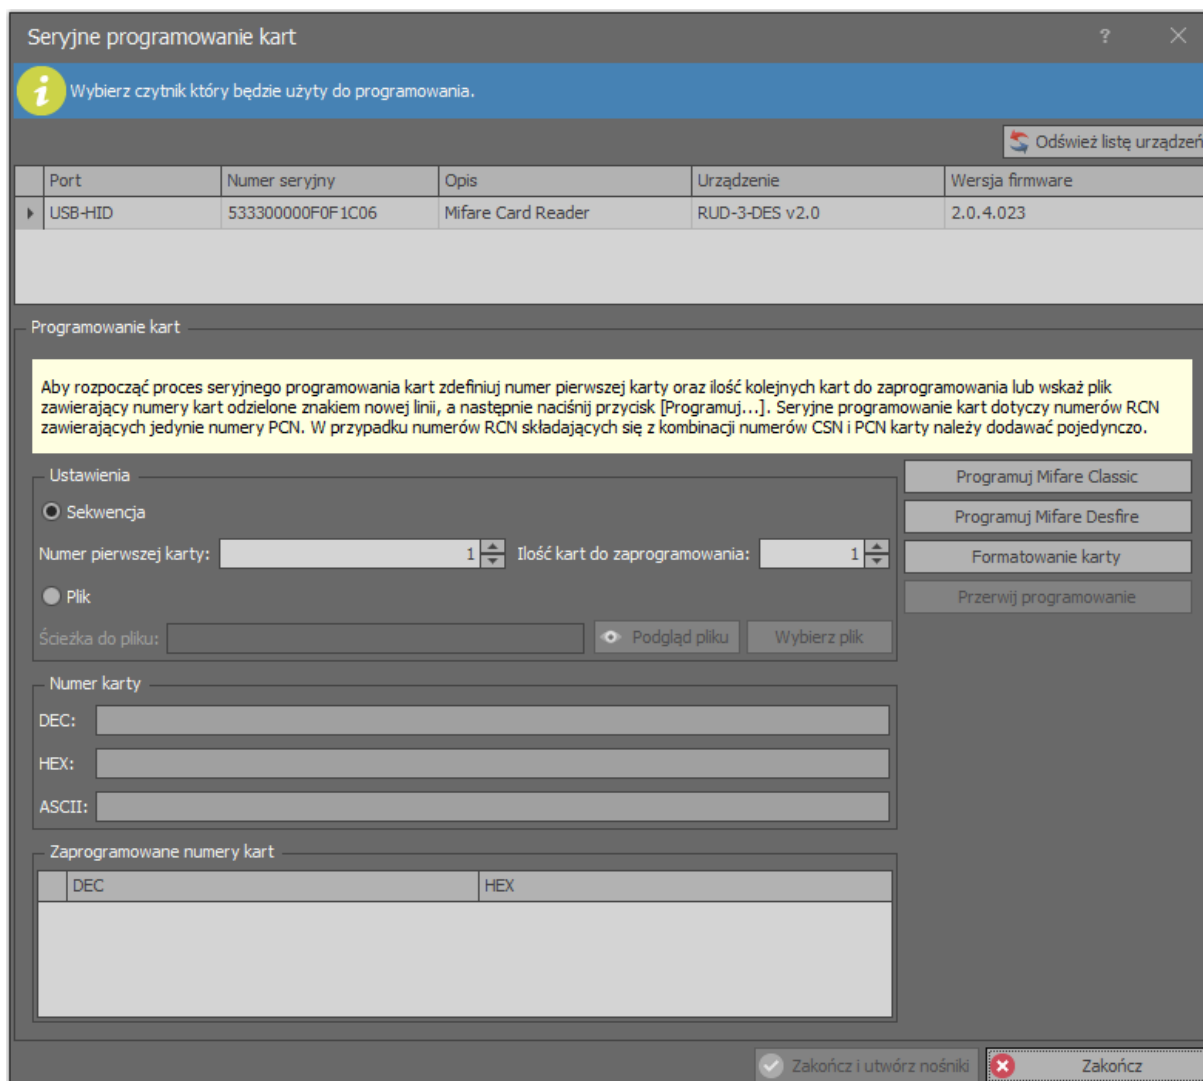 Seryjne programowanie kart
?
Wybierz czytnik który będzie użyty do programowania.
Odśwież listę urządzeń
Port Numer seryjny Opis Urządzenie Wersja firmware
USB-HID 533300000F0F1C06 Mifare Card Reader RUD-3-DES v2.0 2.0.4.023
Programowanie kart
Aby rozpocząć proces seryjnego programowania kart zdefiniuj numer pierwszej karty oraz ilość kolejnych kart do zaprogramowania lub wskaż plik
zawierający numery kart odzielone znakiem nowej linii, a następnie naciśnij przycisk [Programuj...]. Seryjne programowanie kart dotyczy numerów RCN
zawierających jedynie numery PCN. W przypadku numerów RCN składających się z kombinacji numerów CSN i PCN karty należy dodawać pojedynczo.
Ustawienia
Sekwencja
Numer pierwszej karty: 1 Ilość kart do zaprogramowania: 1
Plik
Ścieżka do pliku: Podgląd pliku Wybierz plik
Programuj Mifare Classic
Programuj Mifare Desfire
Formatowanie karty
Przerwij programowanie
Numer karty
DEC:
HEX:
ASCII:
Zaprogramowane numery kart
DEC HEX
Zakończ i utwórz nośniki Zakończ